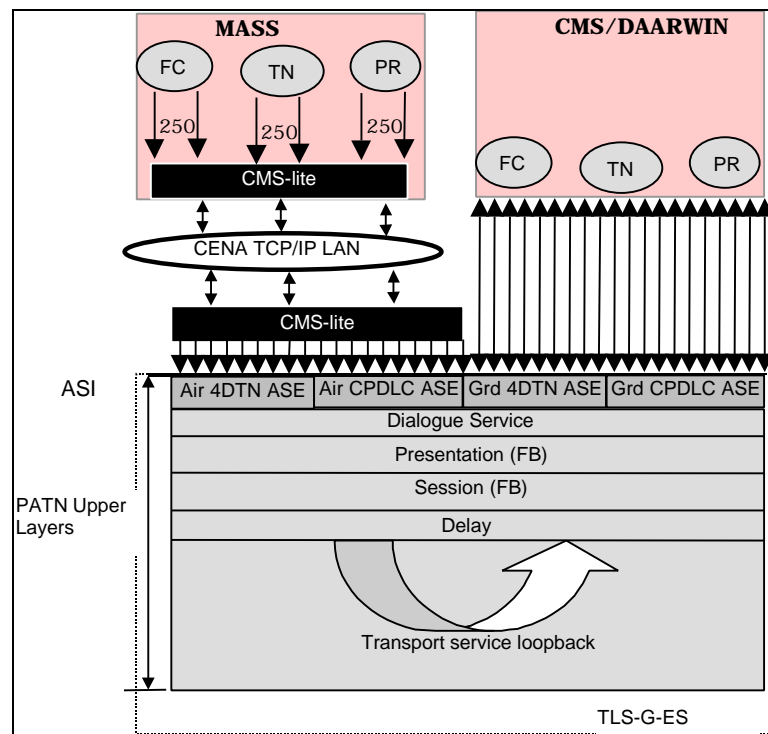 MASS
CMS/DAARWIN
FC
TN
PR
250
250
250
FC
TN
PR
CMS-lite
CENA TCP/IP LAN
CMS-lite
ASI
Air 4DTN ASE
Air CPDLC ASE
Grd 4DTN ASE
Grd CPDLC ASE
Dialogue Service
Presentation (FB)
Session (FB)
PATN Upper
Layers
Delay
Transport service loopback
TLS-G-ES